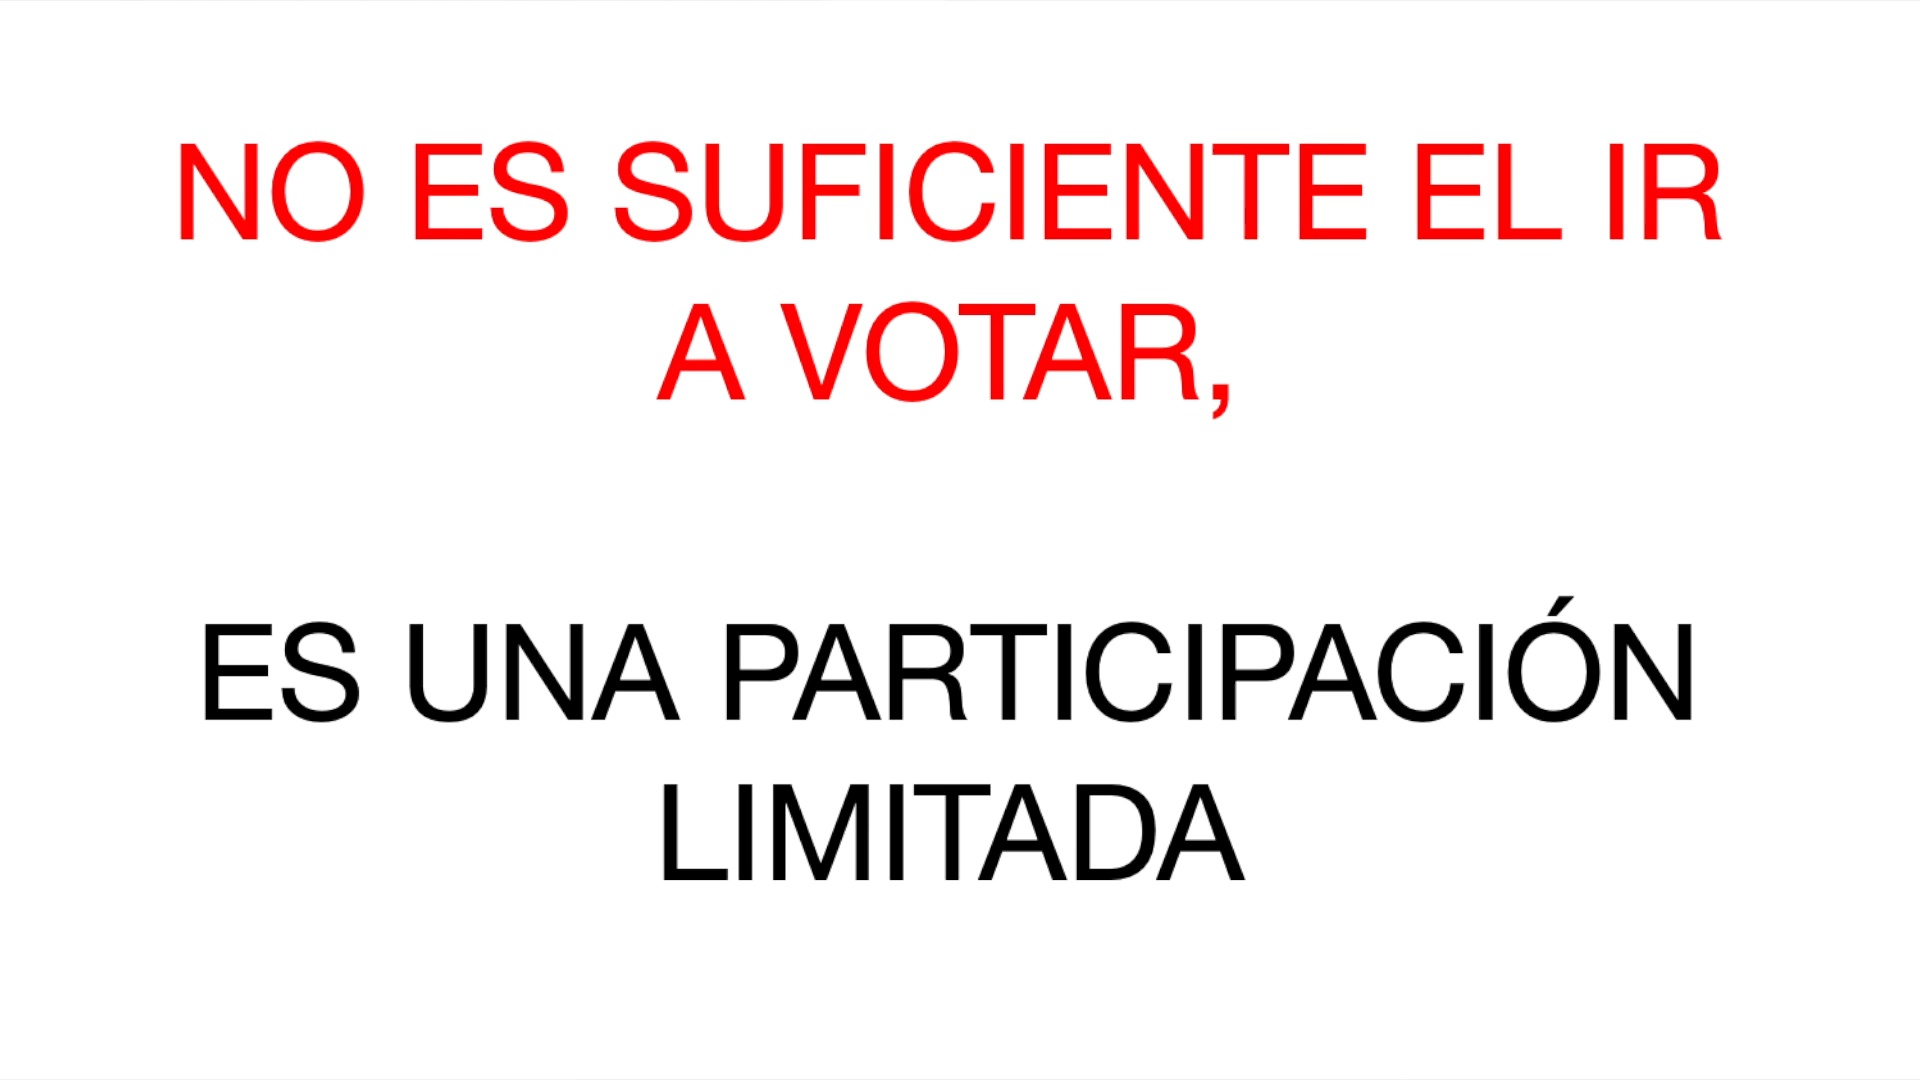 NO ES SUFICIENTE EL IR
A VOTAR,
ES UNA PARTICIPACIÓN
LIMITADA